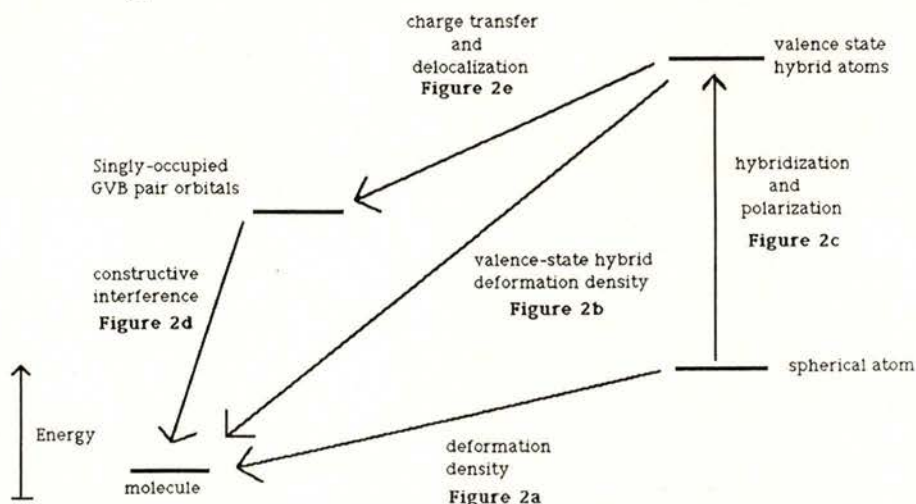 charge transfer
and
delocalization
Figure 2e
valence state
hybrid atoms
Singly-occupied
GVB pair orbitals
hybridization
and
polarization
Figure 2c
constructive
interference
Figure 2d
valence-state hybrid
deformation density
Figure 2b
spherical atom
Energy
molecule
deformation
density
Figure 2a